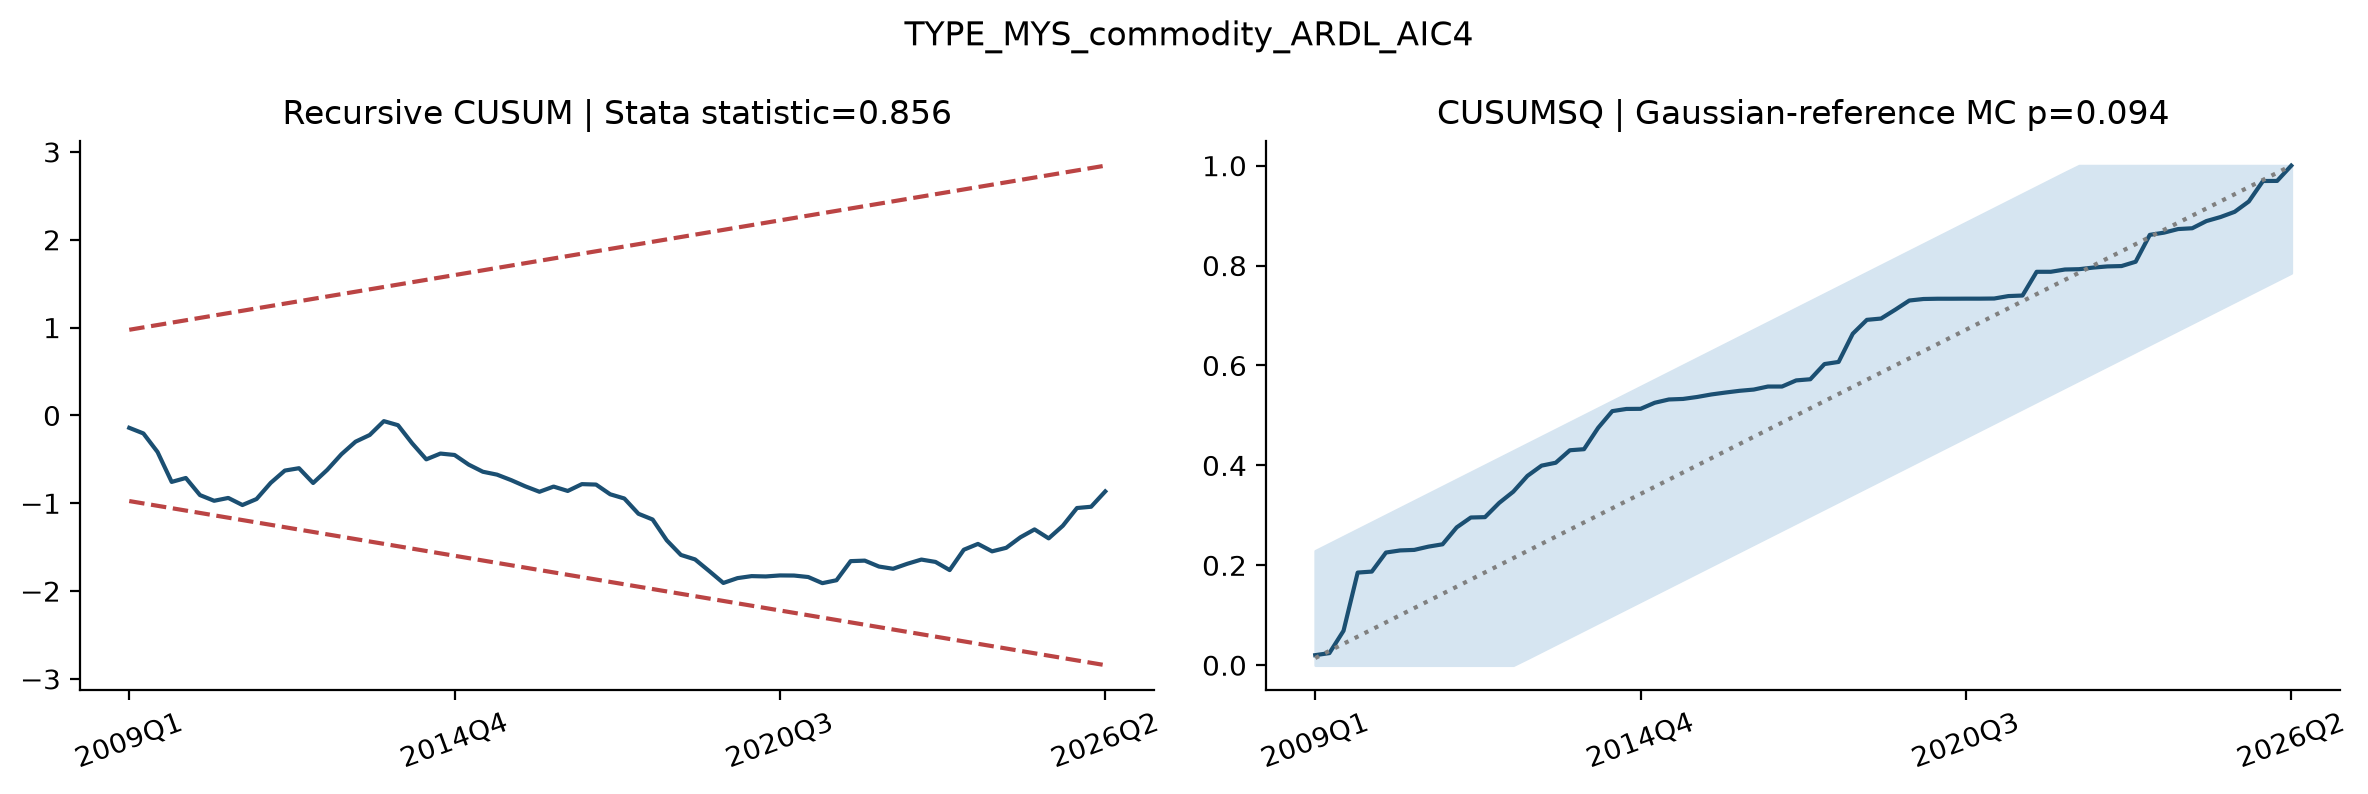 TYPE_MYS_commodity_ARDL_AIC4
Recursive CUSUM | Stata statistic=0.856
3
2
1
0
−1
−2
−3
2009Q1
2014Q4
2020Q3
2026Q2
CUSUMSQ | Gaussian-reference MC p=0.094
1.0
0.8
0.6
0.4
0.2
0.0
2009Q1
2014Q4
2020Q3
2026Q2